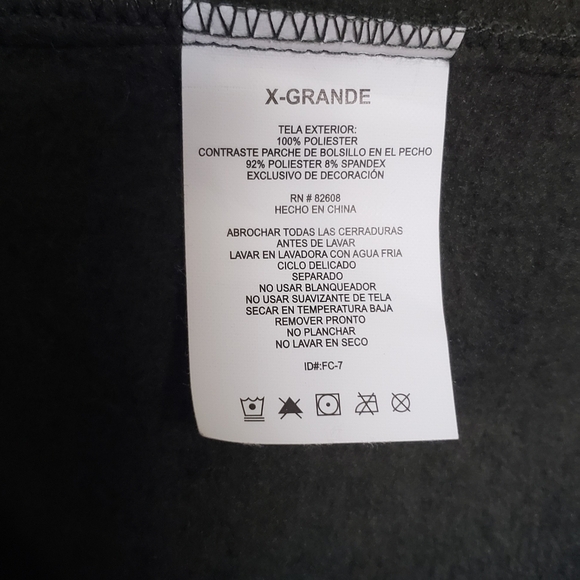 X-GRANDE
TELA EXTERIOR:
100% POLIESTER
CONTRASTE PARCHE DE BOLSILLO EN EL PECHO
92% POLIESTER 8% SPANDEX
EXCLUSIVO DE DECORACIÓN
RN # 82608
HECHO EN CHINA
ABROCHAR TODAS LAS CERRADURAS
ANTES DE LAVAR
LAVAR EN LAVADORA CON AGUA FRIA
CICLO DELICADO
SEPARADO
NO USAR BLANQUEADOR
NO USAR SUAVIZANTE DE TELA
SECAR EN TEMPERATURA BAJA
REMOVER PRONTO
NO PLANCHAR
NO LAVAR EN SECO
ID#:FC-7